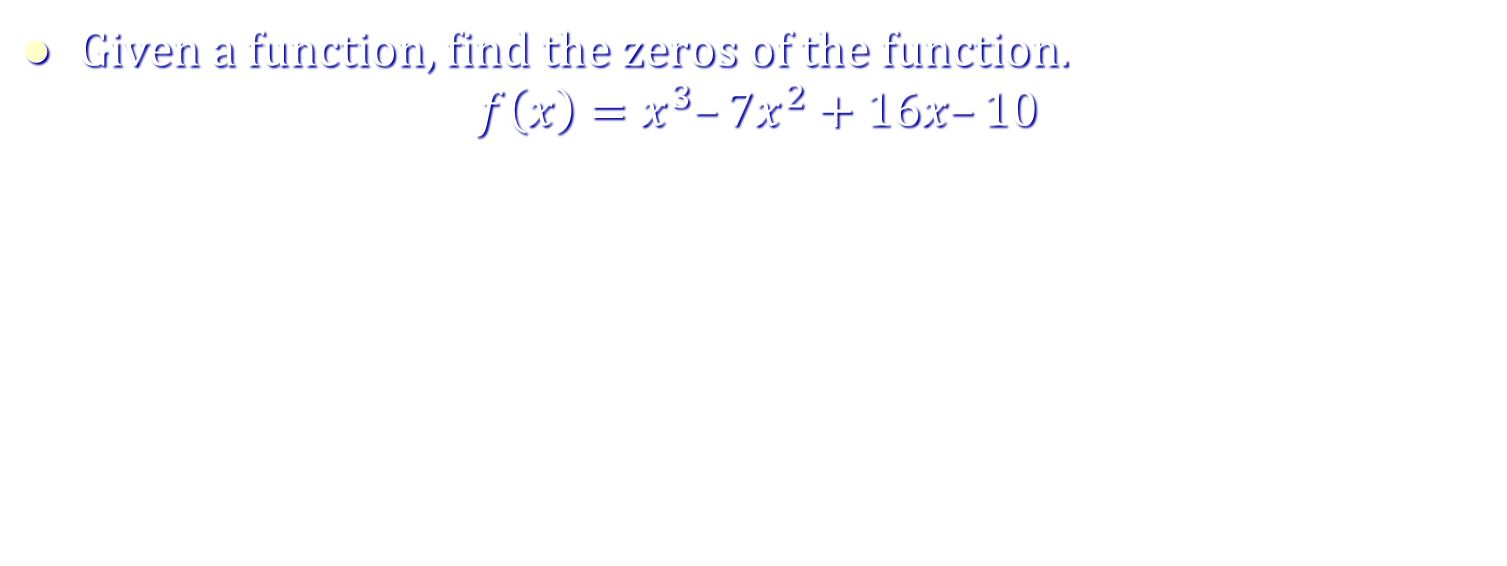 ● Given a function, find the zeros of the function.
f(x) = x³– 7x² + 16x– 10